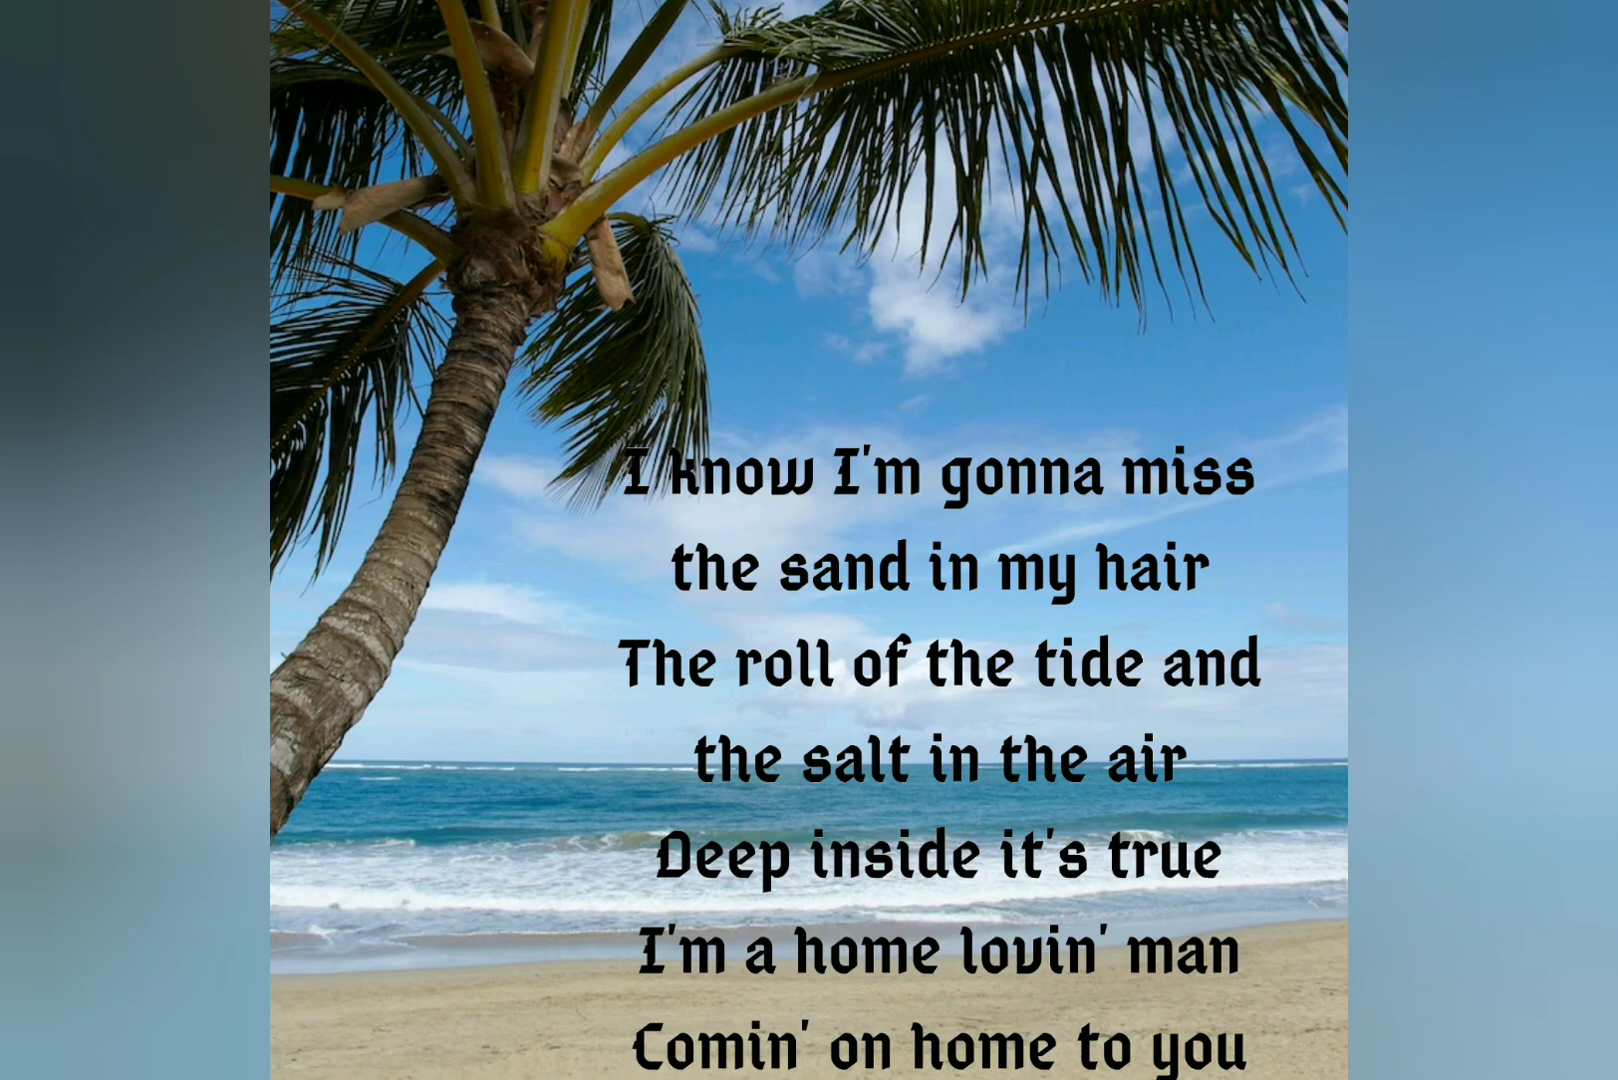 I know I'm gonna miss
the sand in my hair
The roll of the tide and
the salt in the air
Deep inside it's true
I'm a home lovin' man
Comin' on home to you